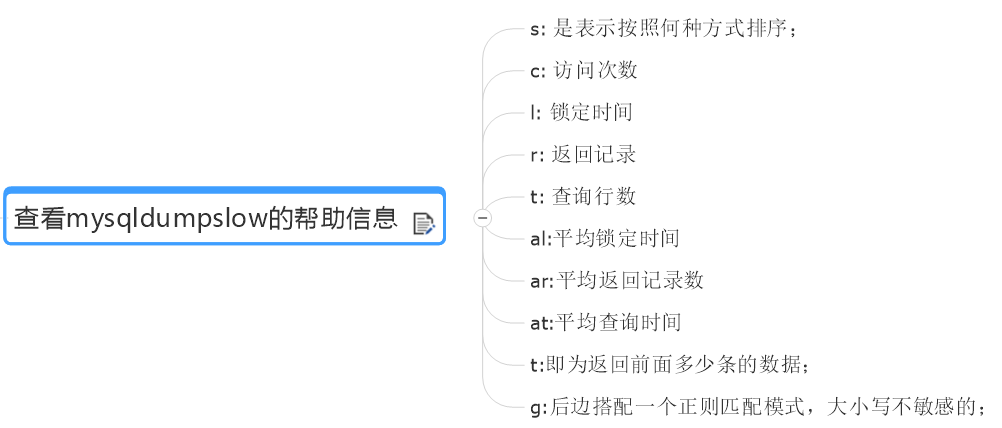 查看mysqldumpslow的帮助信息
s: 是表示按照何种方式排序；
c: 访问次数
l: 锁定时间
r: 返回记录
t: 查询行数
al:平均锁定时间
ar:平均返回记录数
at:平均查询时间
t:即为返回前面多少条的数据；
g:后边搭配一个正则匹配模式，大小写不敏感的；